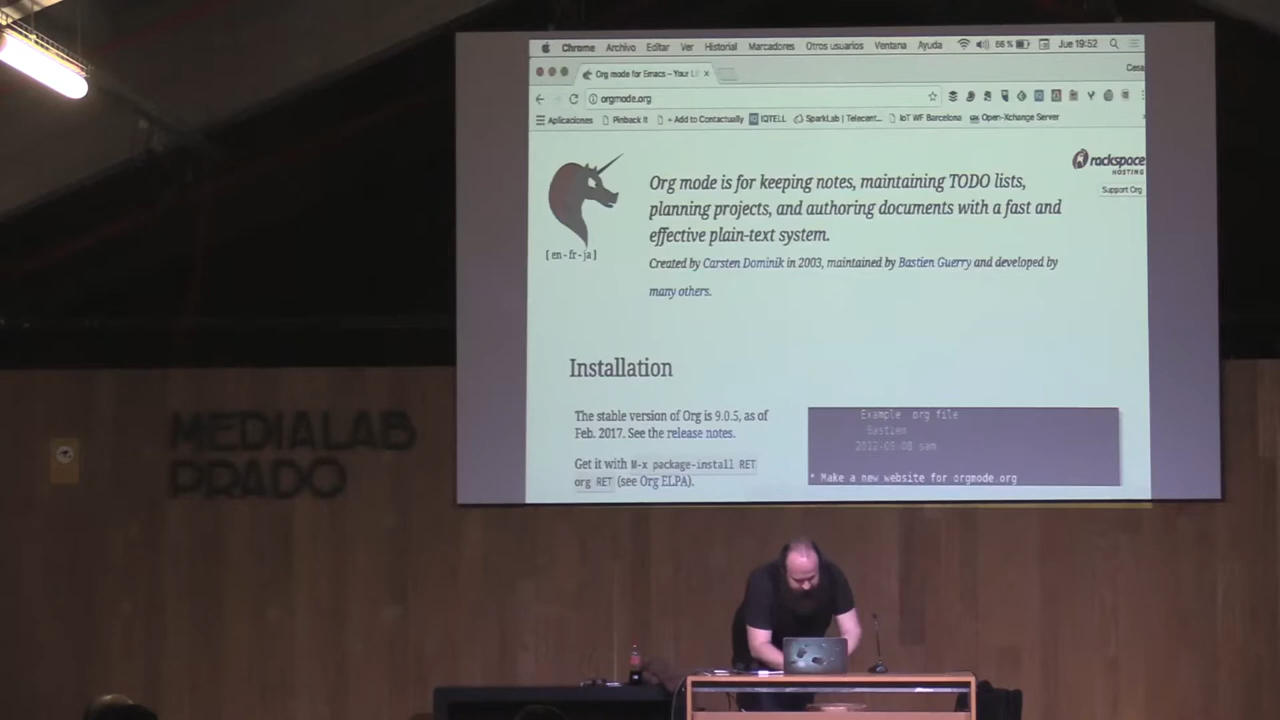 Chrome Archivo Editar Ver Historial Marcadores Otros usuarios Ventana Ayuda 66 % Jue 19:52
Org mode for Emacs – Your Li
Cesa
orgmode.org
Aplicaciones Pinback It + Add to Contactually IQTELL SparkLab | Telecent... IoT WF Barcelona Open-Xchange Server
rackspace
HOSTING
Support Org
Org mode is for keeping notes, maintaining TODO lists,
planning projects, and authoring documents with a fast and
effective plain-text system.
[ en - fr - ja ]
Created by Carsten Dominik in 2003, maintained by Bastien Guerry and developed by
many others.
Installation
The stable version of Org is 9.0.5, as of
Feb. 2017. See the release notes.
Get it with M-x package-install RET
org RET (see Org ELPA).
Example org file
Bastien
2012-09-08 sam
* Make a new website for orgmode.org
MEDIALAB
PRADO